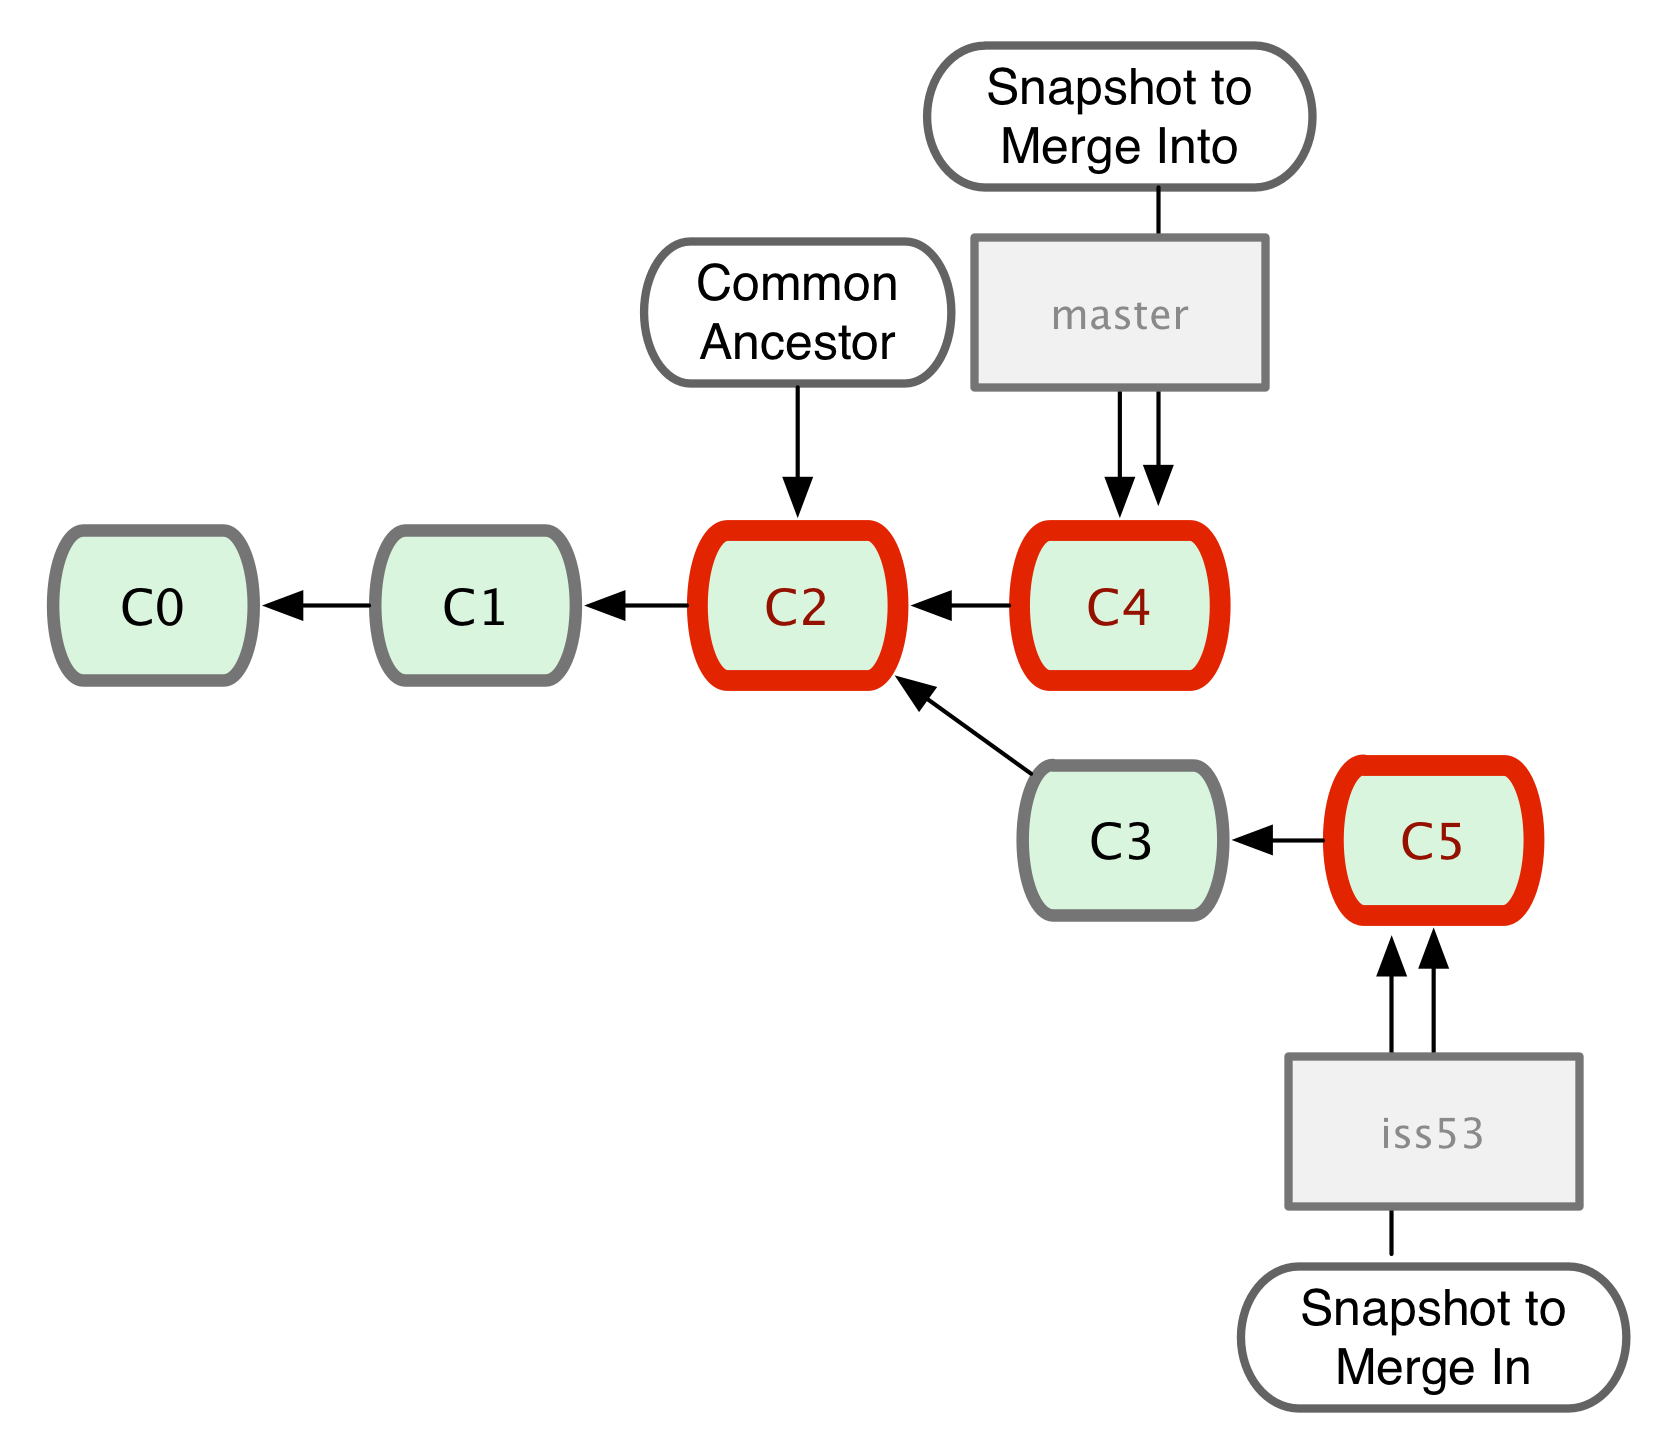 Snapshot to
Merge Into
Common
Ancestor
master
C0
C1
C2
C4
C3
C5
iss53
Snapshot to
Merge In